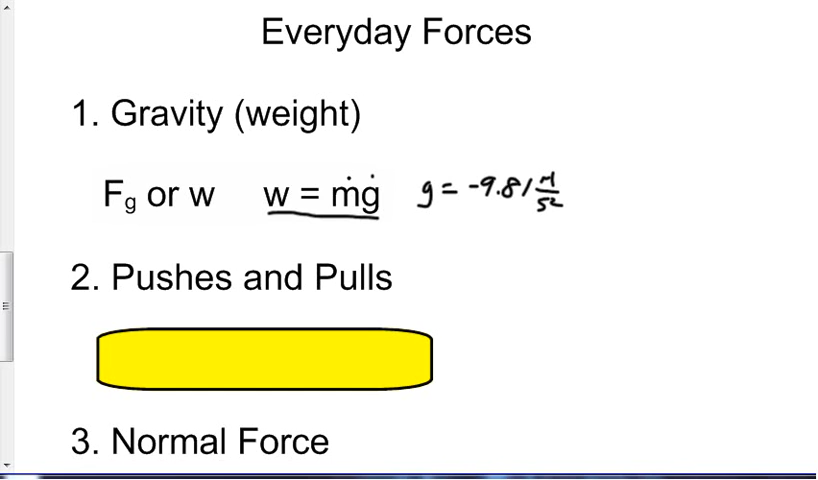 Everyday Forces
1. Gravity (weight)
Fg or w w = mg g = -9.81 m/s²
2. Pushes and Pulls
3. Normal Force